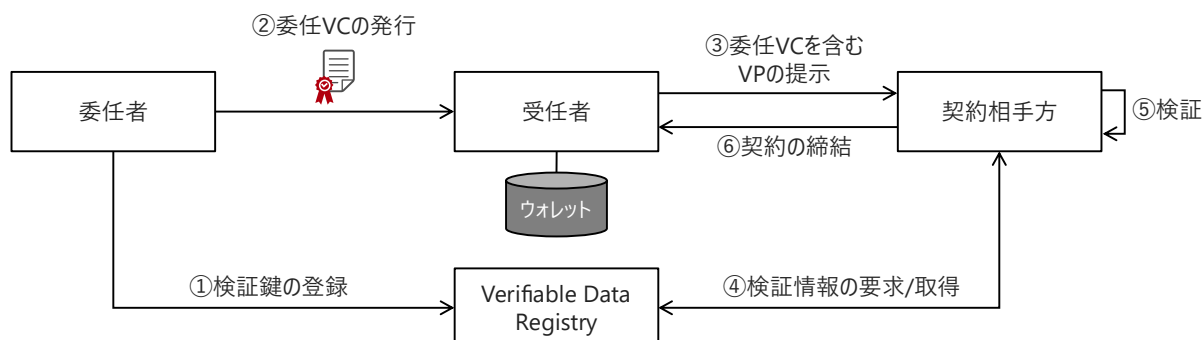 ②委任VCの発行
③委任VCを含む
VPの提示
委任者
受任者
契約相手方
⑤検証
⑥契約の締結
ウォレット
①検証鍵の登録
Verifiable Data
Registry
④検証情報の要求/取得